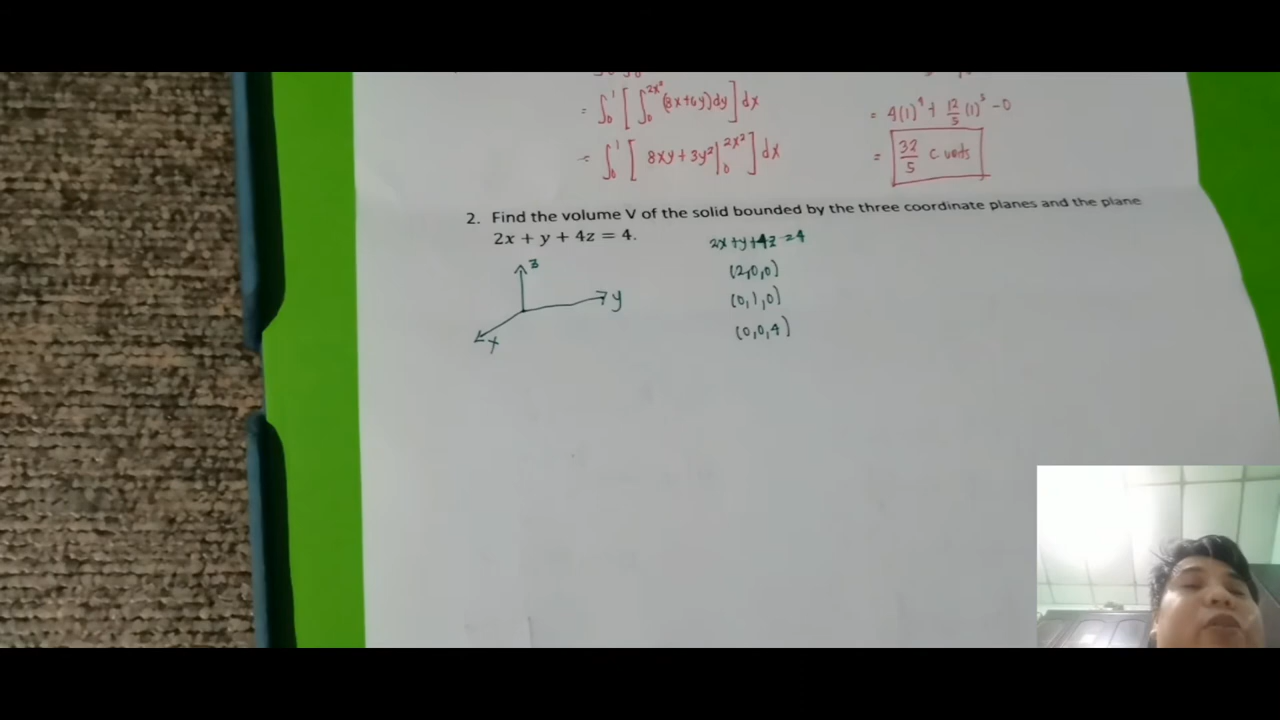 = ∫₀¹ [ ∫₀^{2x²} (8x+6y)dy ] dx
= ∫₀¹ [ 8xy + 3y² |₀^{2x²} ] dx
= 4(1)⁴ + 12/5 (1)⁵ - 0
= 32/5 c units
2. Find the volume V of the solid bounded by the three coordinate planes and the plane
2x + y + 4z = 4.
z
y
x
2x + y + 4z = 4
(2,0,0)
(0,1,0)
(0,0,4)